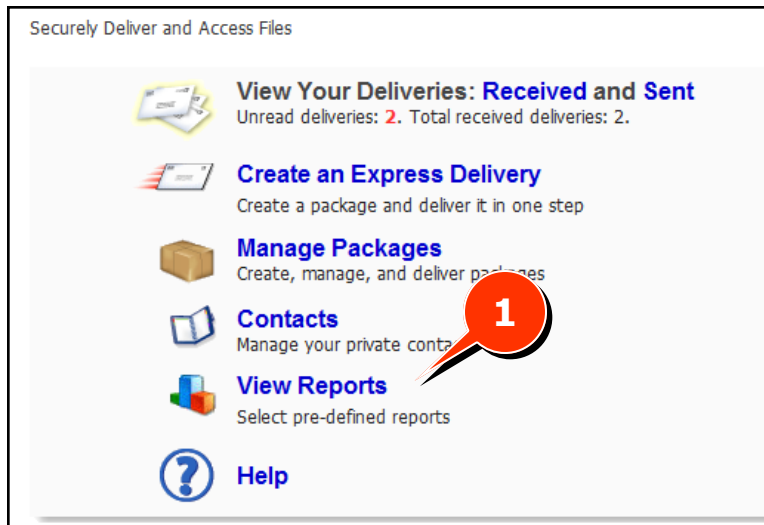 Securely Deliver and Access Files
View Your Deliveries: Received and Sent
Unread deliveries: 2. Total received deliveries: 2.
Create an Express Delivery
Create a package and deliver it in one step
Manage Packages
Create, manage, and deliver packages
Contacts
Manage your private
1
View Reports
Select pre-defined reports
? Help